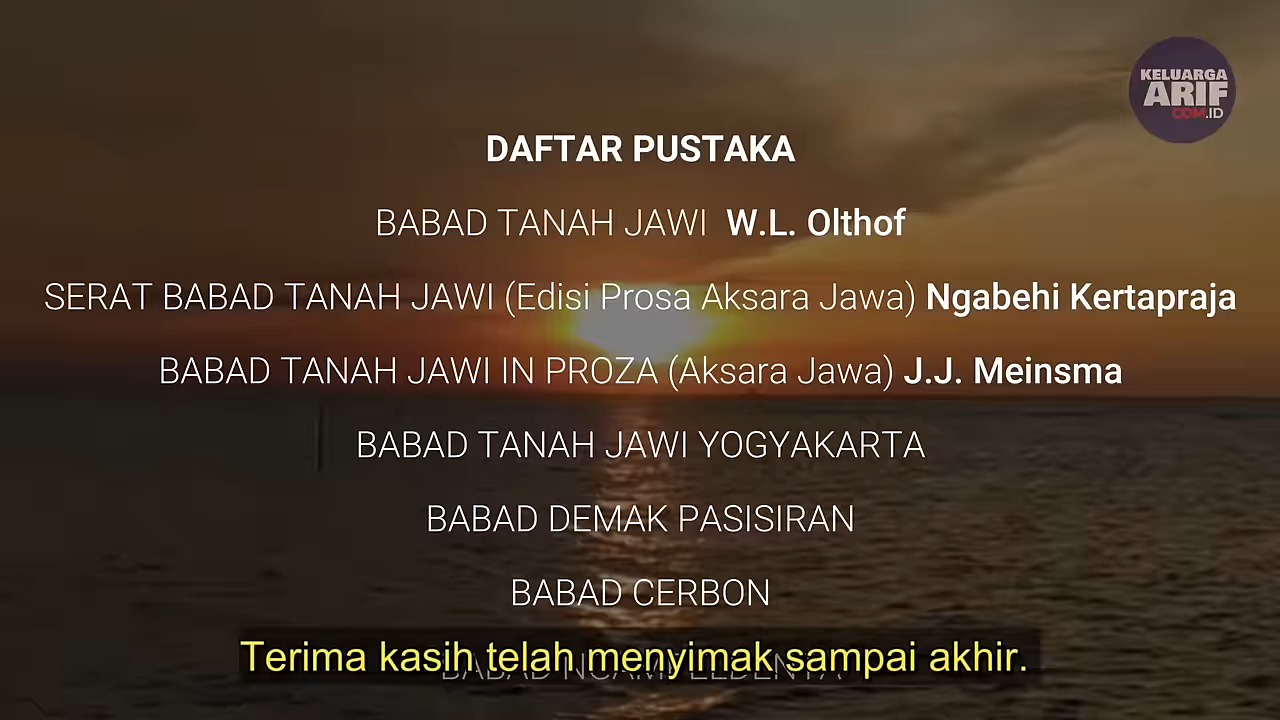 KELUARGA
ARIF
COM.ID
DAFTAR PUSTAKA
BABAD TANAH JAWI W.L. Olthof
SERAT BABAD TANAH JAWI (Edisi Prosa Aksara Jawa) Ngabehi Kertapraja
BABAD TANAH JAWI IN PROZA (Aksara Jawa) J.J. Meinsma
BABAD TANAH JAWI YOGYAKARTA
BABAD DEMAK PASISIRAN
BABAD CERBON
Terima kasih telah menyimak sampai akhir.
BABAD